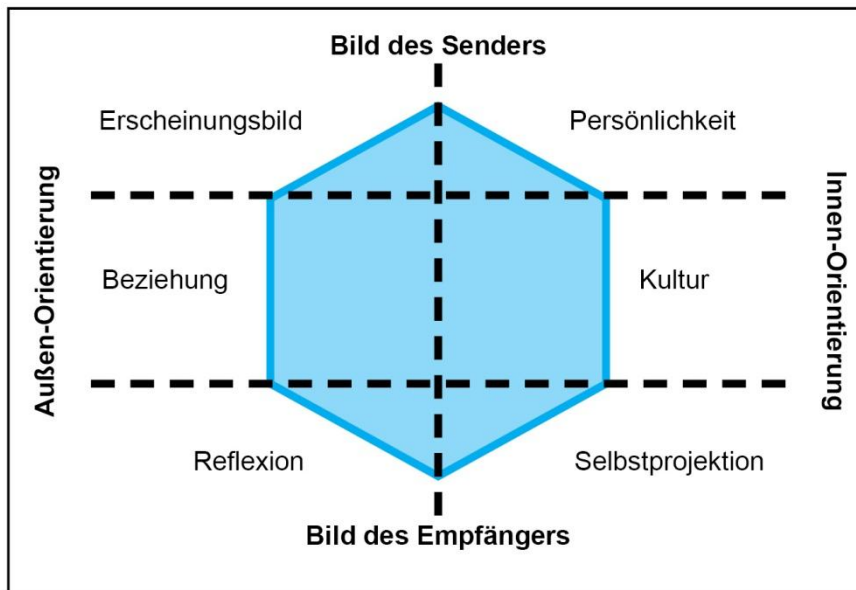 Bild des Senders
Erscheinungsbild
Persönlichkeit
Außen-Orientierung
Innen-Orientierung
Beziehung
Kultur
Reflexion
Selbstprojektion
Bild des Empfängers